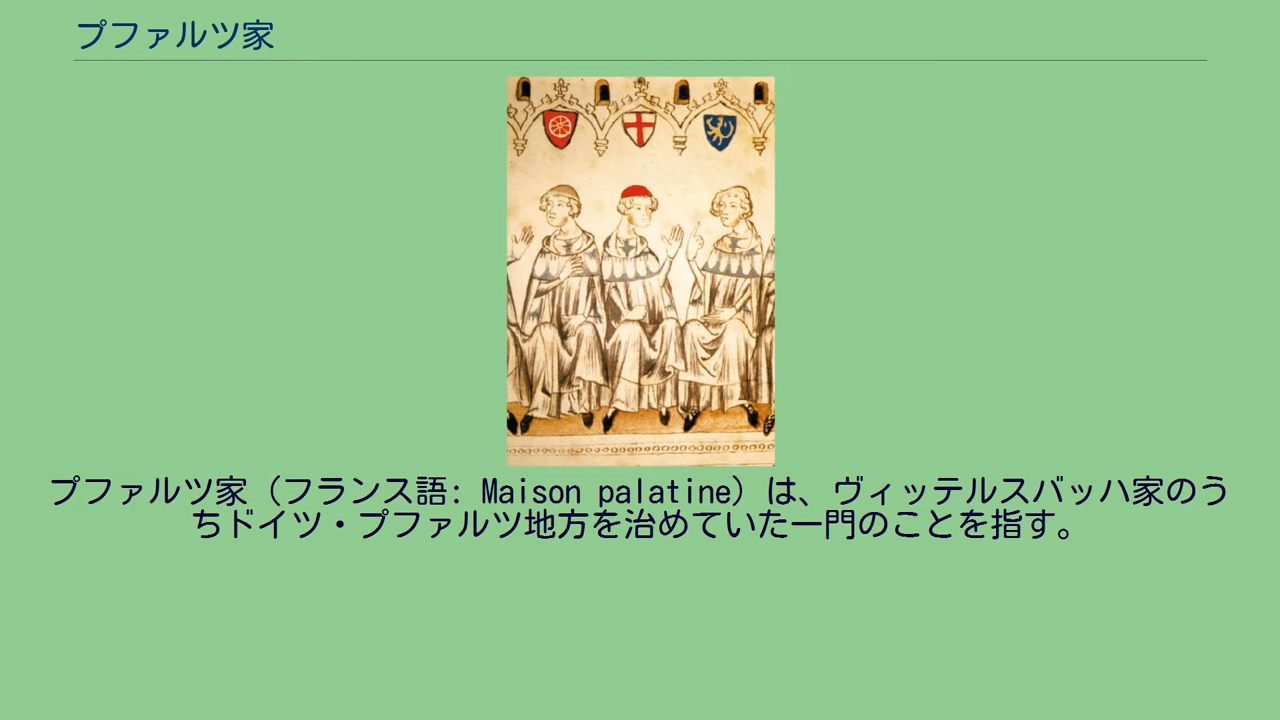 プファルツ家
プファルツ家（フランス語: Maison palatine）は、ヴィッテルスバッハ家のう
ちドイツ・プファルツ地方を治めていた一門のことを指す。